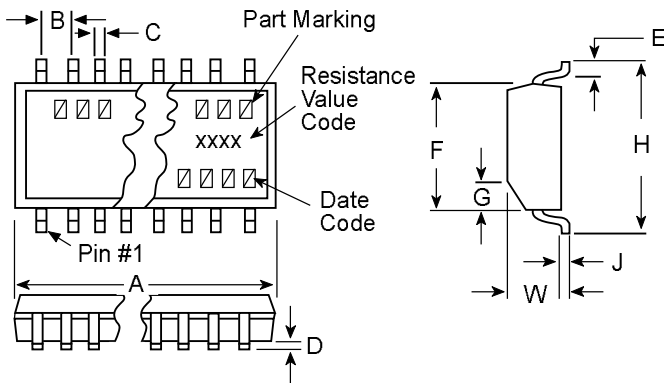 B
C
Part Marking
E
Resistance
Value
Code
XXXX
F
H
G
Date
Code
Pin #1
J
A
W
D